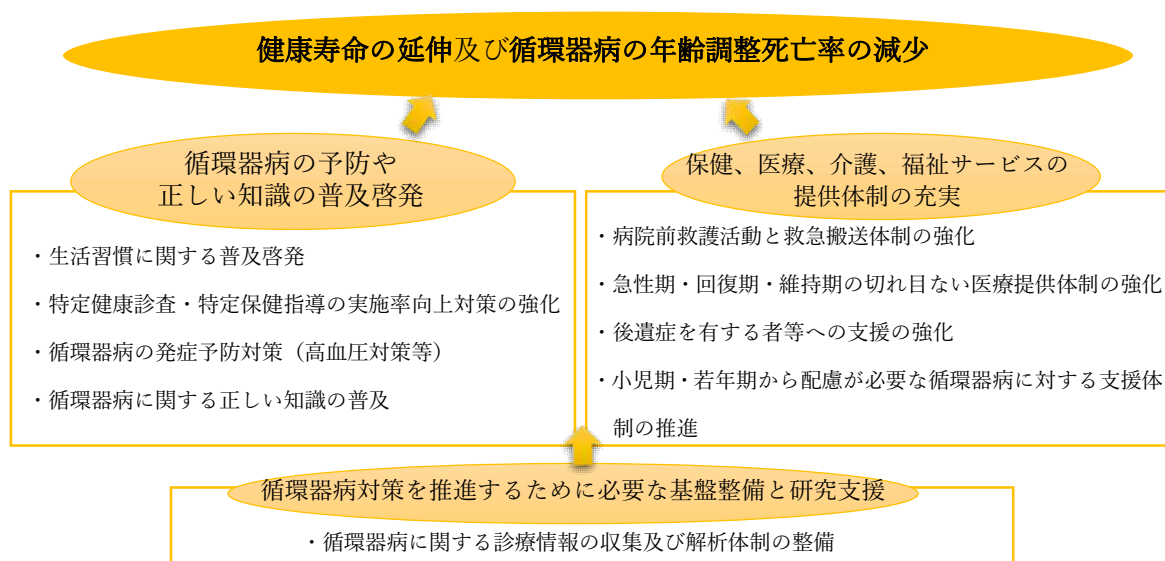 健康寿命の延伸及び循環器病の年齢調整死亡率の減少
循環器病の予防や
正しい知識の普及啓発
・生活習慣に関する普及啓発
・特定健康診査・特定保健指導の実施率向上対策の強化
・循環器病の発症予防対策（高血圧対策等）
・循環器病に関する正しい知識の普及
保健、医療、介護、福祉サービスの
提供体制の充実
・病院前救護活動と救急搬送体制の強化
・急性期・回復期・維持期の切れ目ない医療提供体制の強化
・後遺症を有する者等への支援の強化
・小児期・若年期から配慮が必要な循環器病に対する支援体
制の推進
循環器病対策を推進するために必要な基盤整備と研究支援
・循環器病に関する診療情報の収集及び解析体制の整備